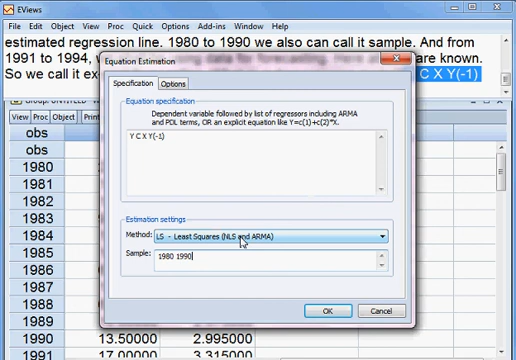 EViews
File Edit Object View Proc Quick Options Add-ins Window Help
estimated regression line. 1980 to 1990 we also can call it sample. And from
1991 to 1994, w data for forecasting. are known.
So we call it ex C X Y(-1)
Equation Estimation
Specification Options
Equation specification
Dependent variable followed by list of regressors including ARMA
and PDL terms, OR an explicit equation like Y=c(1)+c(2)*X.
Y C X Y(-1)
Estimation settings
Method: LS - Least Squares (NLS and ARMA)
Sample: 1980 1990
OK Cancel
View Proc Object Print
obs
obs
1980
1981
1982
1983
1984
1985
1986
1987
1988
1989
1990 13.50000 2.995000
1991 17.00000 3.315000